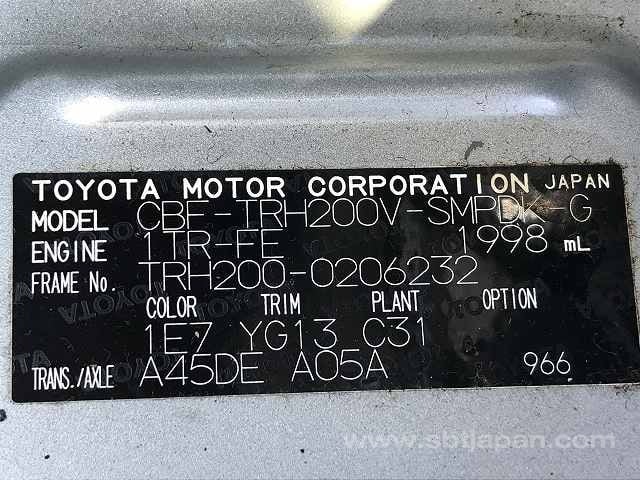 TOYOTA MOTOR CORPORATION JAPAN
MODEL CBF-TRH200V-SMPDK-G
ENGINE 1TR-FE 1998 mL
FRAME No. TRH200-0206232
COLOR TRIM PLANT OPTION
1E7 YG13 C31
TRANS./AXLE A45DE A05A 966
www.sbtjapan.com